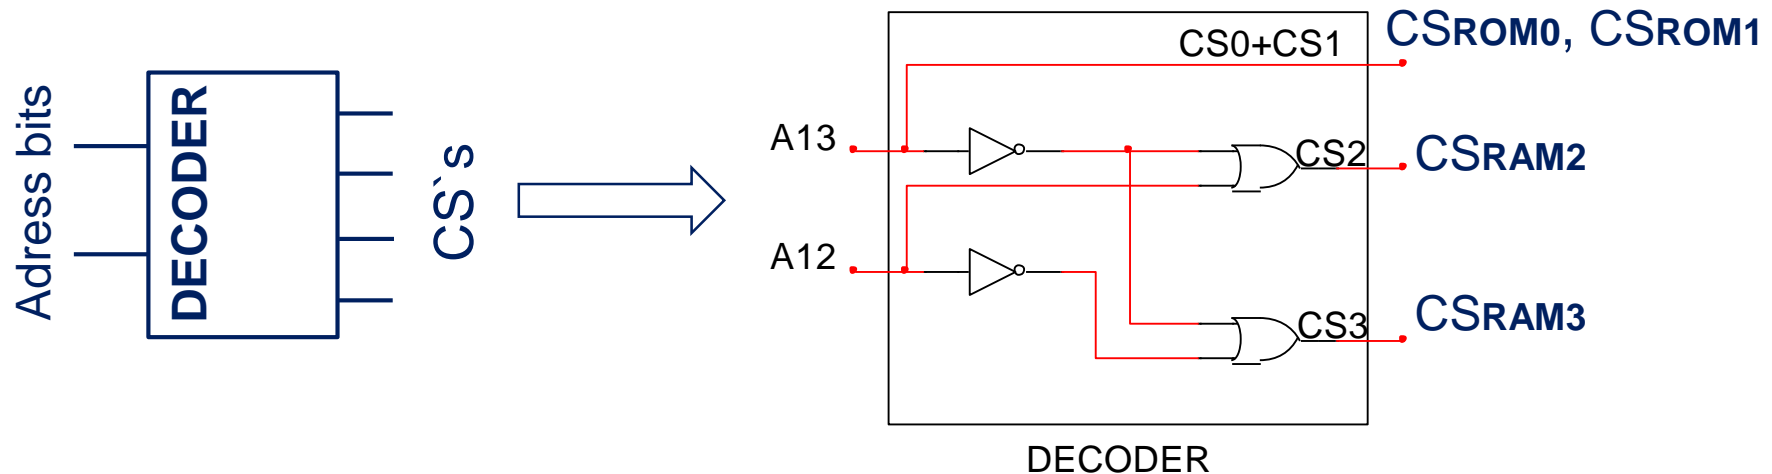 Adress bits
DECODER
CS`s
CS0+CS1
CSROM0, CSROM1
A13
CS2
CSRAM2
A12
CS3
CSRAM3
DECODER